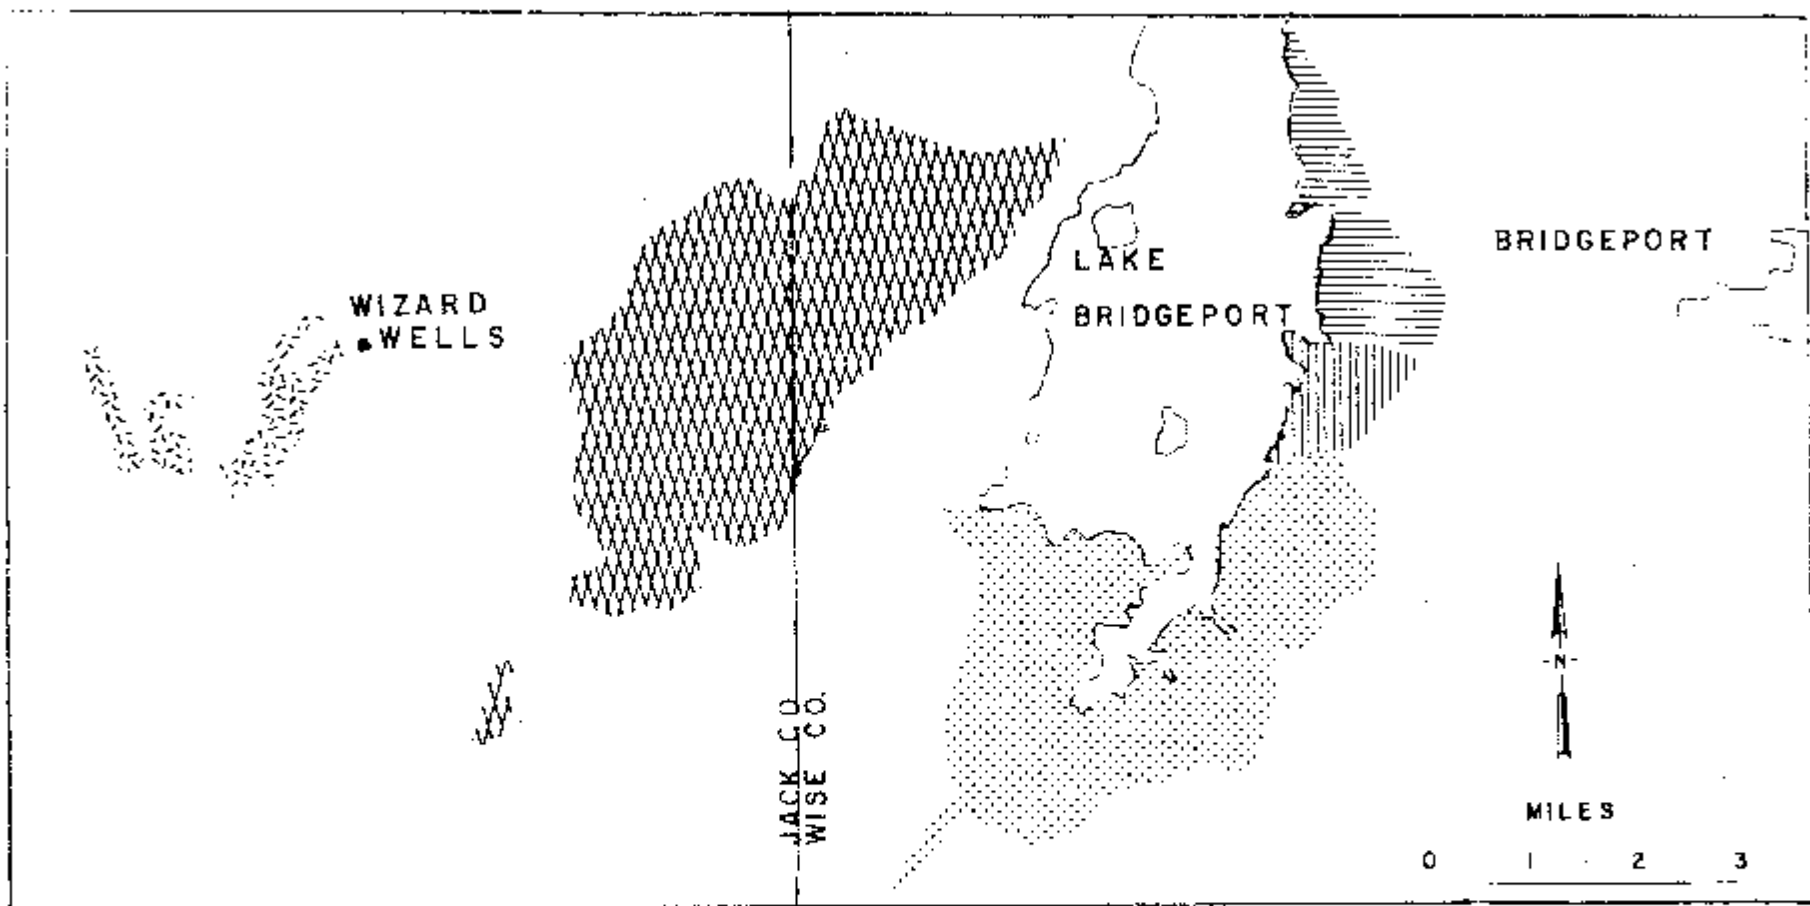 WIZARD
WELLS
LAKE
BRIDGEPORT
BRIDGEPORT
JACK CO.
WISE CO.
N
MILES
0 1 2 3